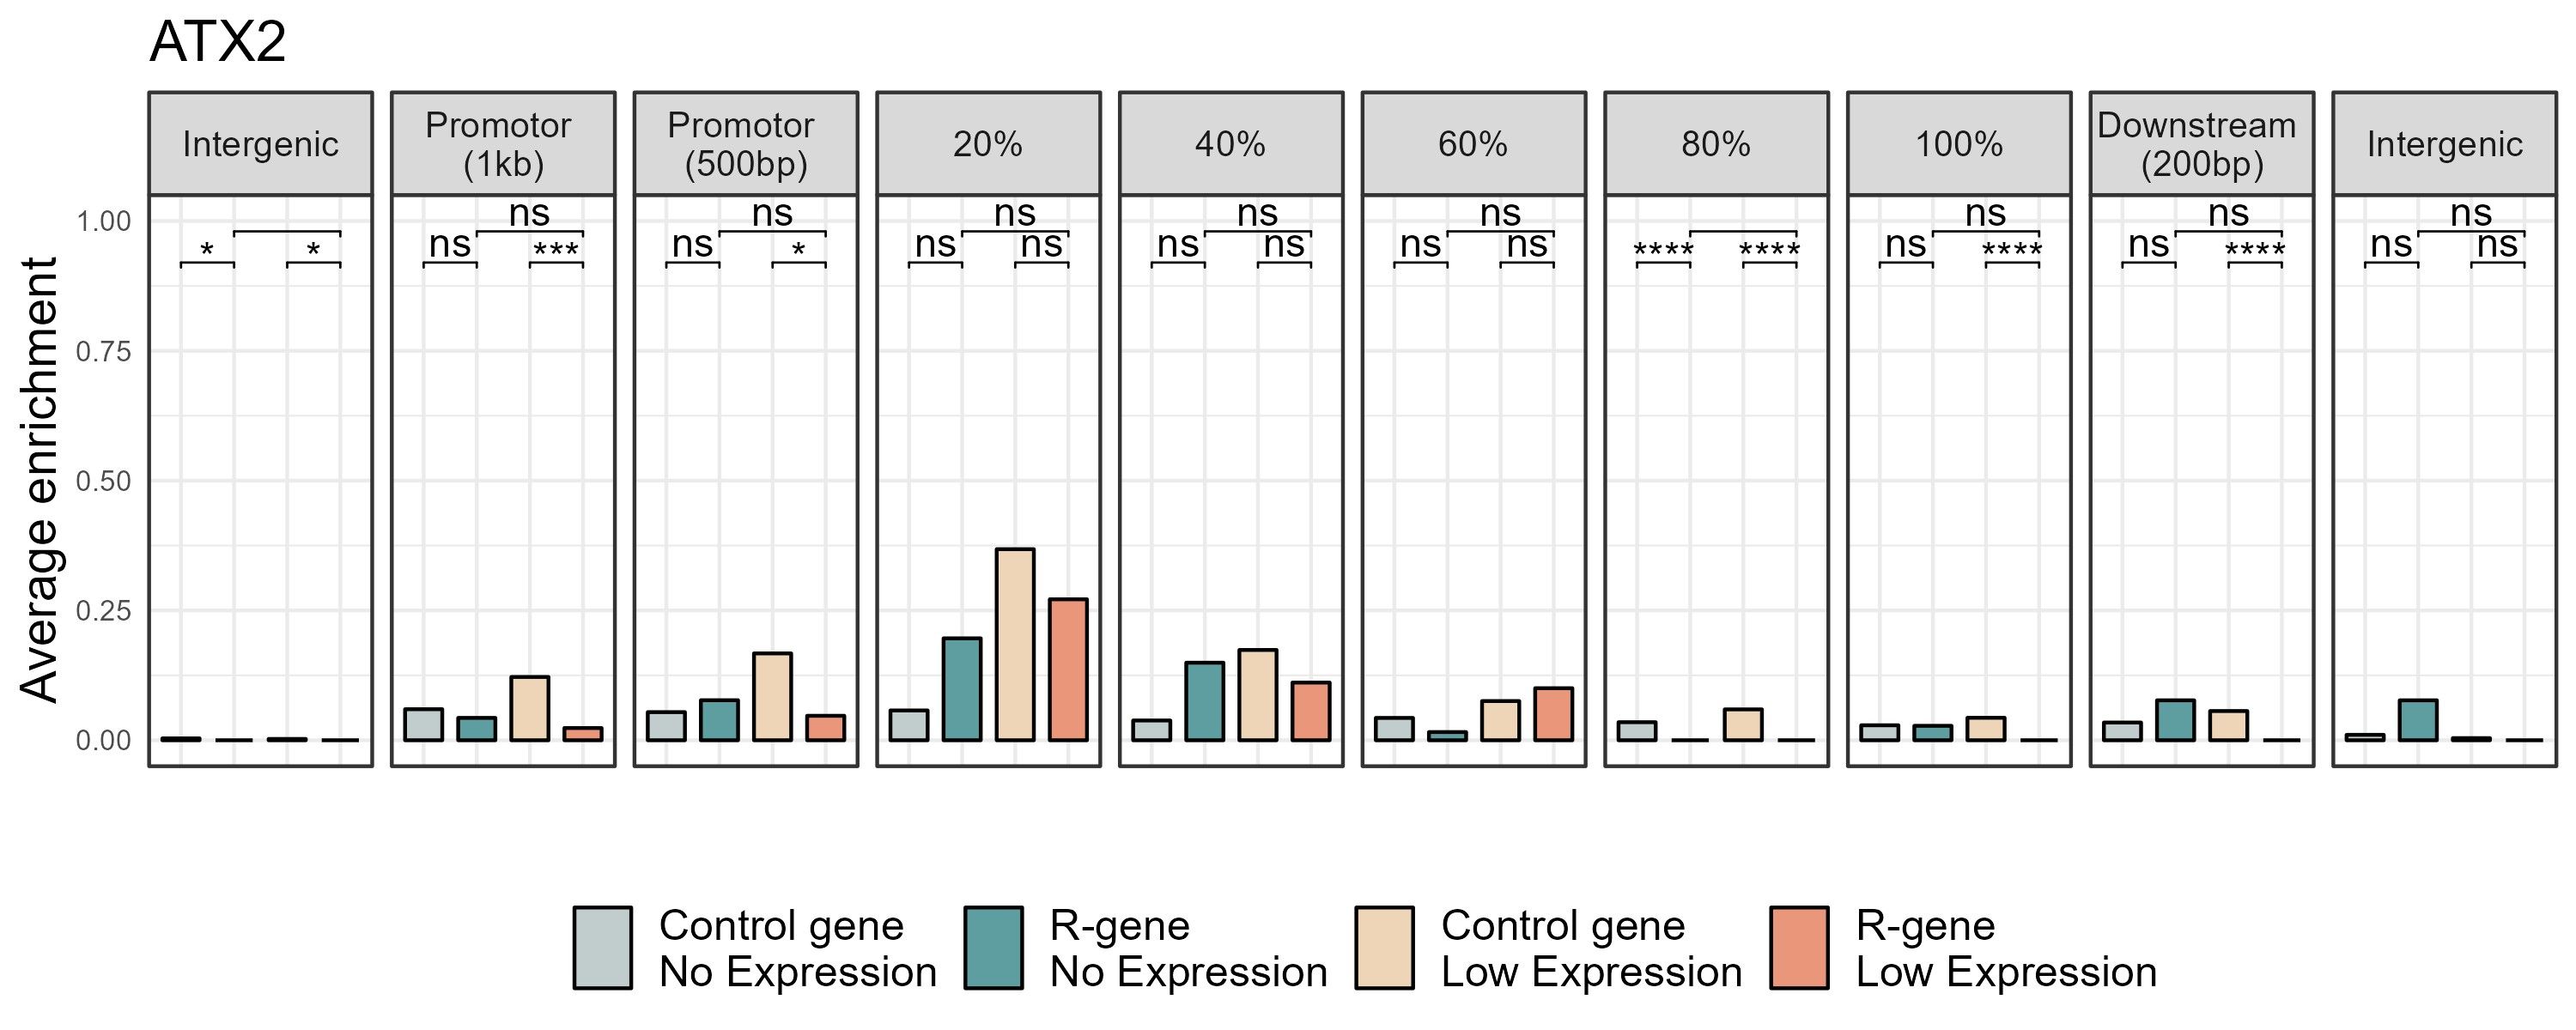 ATX2
Intergenic
Promotor
(1kb)
Promotor
(500bp)
20%
40%
60%
80%
100%
Downstream
(200bp)
Intergenic
Average enrichment
1.00
0.75
0.50
0.25
0.00
* *
ns
ns ***
ns
ns *
ns
ns ns
ns
ns ns
ns
ns ns
**** ****
ns
ns ****
ns
ns ****
ns
ns ns
Control gene
No Expression
R-gene
No Expression
Control gene
Low Expression
R-gene
Low Expression